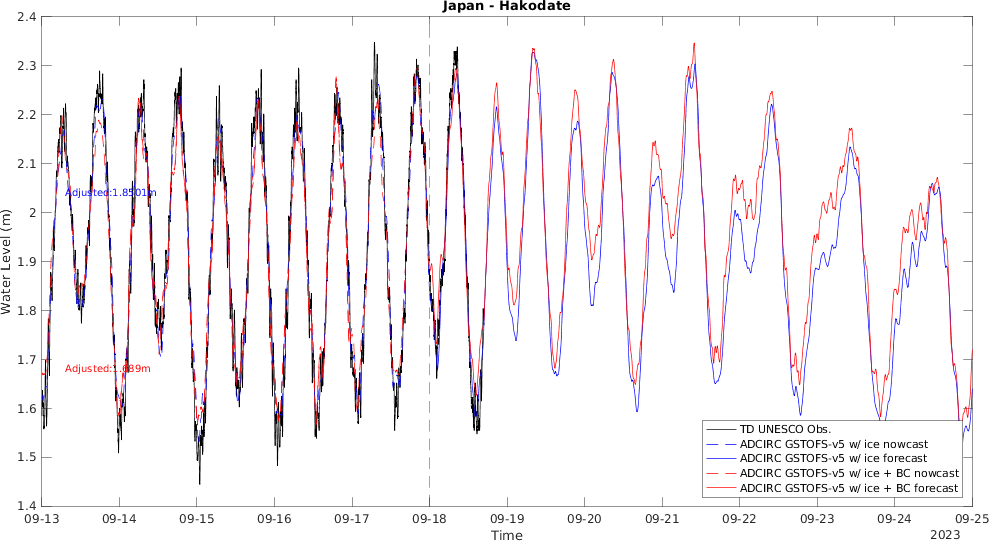 Japan - Hakodate
Water Level (m)
2.4
2.3
2.2
2.1
2
1.9
1.8
1.7
1.6
1.5
1.4
Adjusted:1.8501m
Adjusted:1.689m
TD UNESCO Obs.
ADCIRC GSTOFS-v5 w/ ice nowcast
ADCIRC GSTOFS-v5 w/ ice forecast
ADCIRC GSTOFS-v5 w/ ice + BC nowcast
ADCIRC GSTOFS-v5 w/ ice + BC forecast
09-13 09-14 09-15 09-16 09-17 09-18 09-19 09-20 09-21 09-22 09-23 09-24 09-25
Time
2023